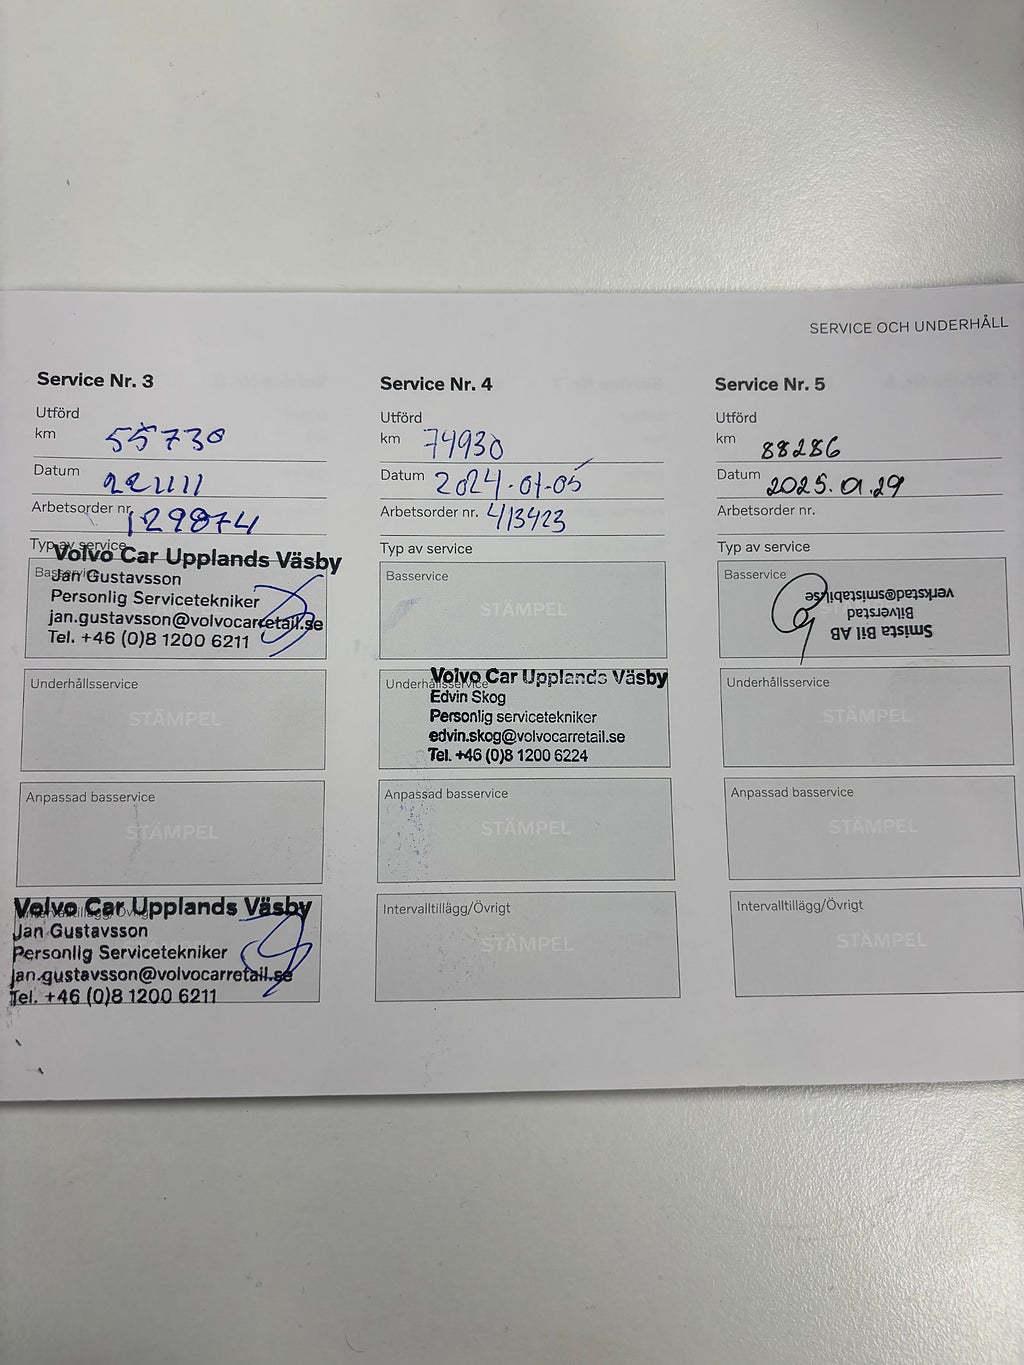 SERVICE OCH UNDERHÅLL
Service Nr. 3
Utförd
km 55730
Datum 221111
Arbetsorder nr. 129874
Typ av service
Basservice
Volvo Car Upplands Väsby
Jan Gustavsson
Personlig Servicetekniker
jan.gustavsson@volvocarretail.se
Tel. +46 (0)8 1200 6211
Underhållsservice
STÄMPEL
Anpassad basservice
STÄMPEL
Intervalltillägg/Övrigt
Volvo Car Upplands Väsby
Jan Gustavsson
Personlig Servicetekniker
jan.gustavsson@volvocarretail.se
Tel. +46 (0)8 1200 6211
Service Nr. 4
Utförd
km 74930
Datum 2024-01-05
Arbetsorder nr. 413423
Typ av service
Basservice
STÄMPEL
Underhållsservice
Volvo Car Upplands Väsby
Edvin Skog
Personlig servicetekniker
edvin.skog@volvocarretail.se
Tel. +46 (0)8 1200 6224
Anpassad basservice
STÄMPEL
Intervalltillägg/Övrigt
STÄMPEL
Service Nr. 5
Utförd
km 88286
Datum 2025.01.29
Arbetsorder nr.
Typ av service
Basservice
Smista Bil AB
Bilverstad
verkstad@smistabil.se
Underhållsservice
STÄMPEL
Anpassad basservice
STÄMPEL
Intervalltillägg/Övrigt
STÄMPEL